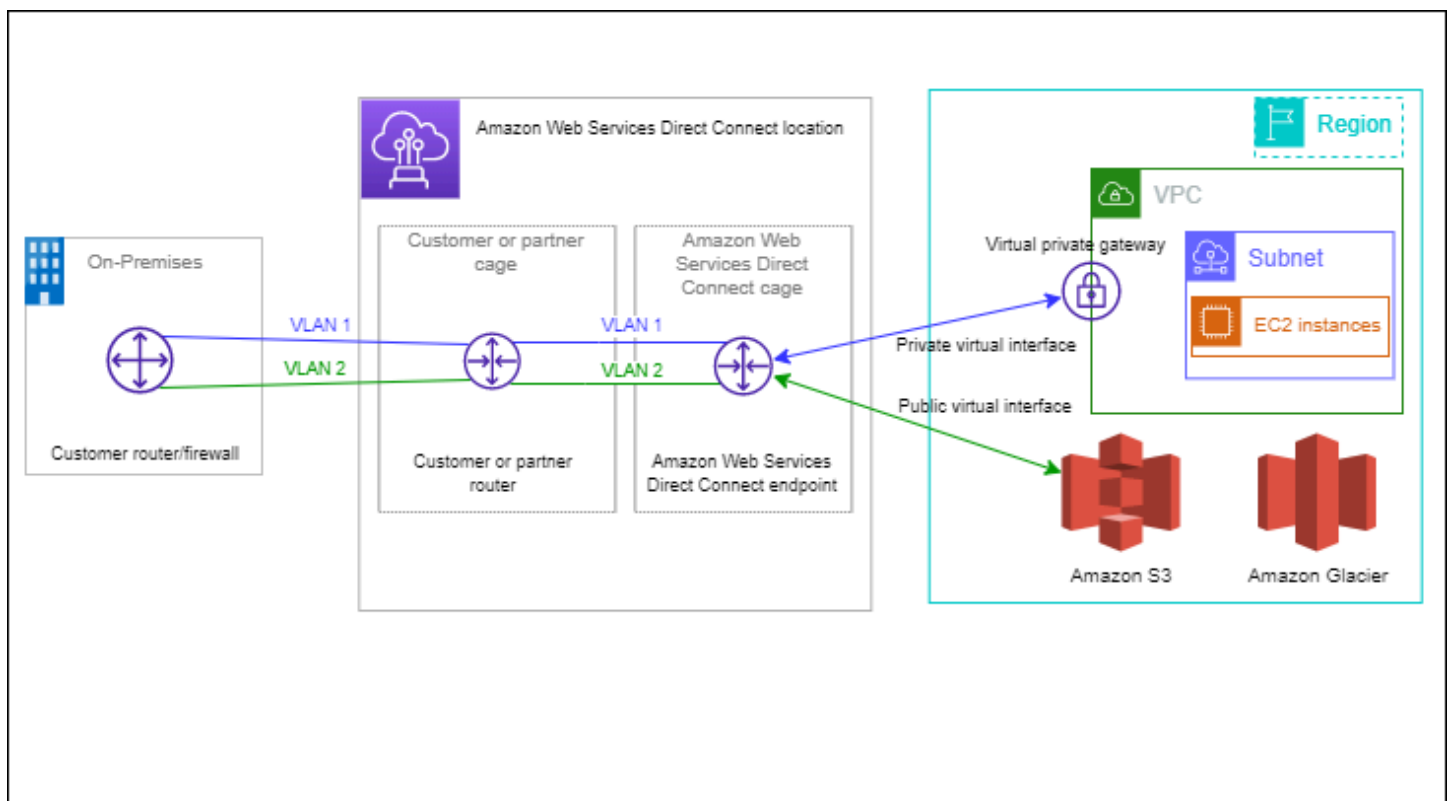 Amazon Web Services Direct Connect location
Region
VPC
Customer or partner
cage
Amazon Web
Services Direct
Connect cage
Virtual private gateway
Subnet
On-Premises
EC2 instances
VLAN 1
VLAN 1
Private virtual interface
VLAN 2
VLAN 2
Public virtual interface
Customer router/firewall
Customer or partner
router
Amazon Web Services
Direct Connect endpoint
Amazon S3
Amazon Glacier